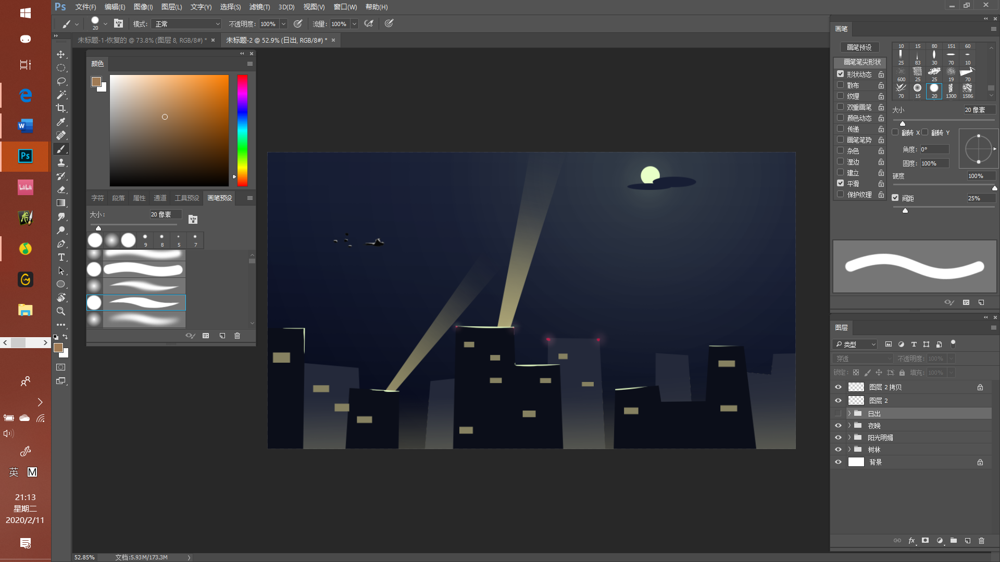 Ps 文件(F) 编辑(E) 图像(I) 图层(L) 文字(Y) 选择(S) 滤镜(T) 3D(D) 视图(V) 窗口(W) 帮助(H)
20 模式: 正常 不透明度: 100% 流量: 100%
未标题-1-恢复的 @ 73.8% (图层 8, RGB/8#) * × 未标题-2 @ 52.9% (日出, RGB/8#) * ×
颜色
字符 段落 属性 通道 工具预设 画笔预设
大小: 20 像素
9 8 5 7
画笔
画笔预设
画笔笔尖形状
形状动态
散布
纹理
双重画笔
颜色动态
传递
画笔笔势
杂色
湿边
建立
平滑
保护纹理
10 15 80 151 60
25 83 30 70 10
600 25 25 19 70
70 15 20 1300 1586
大小 20 像素
翻转 X 翻转 Y
角度: 0°
圆度: 100%
硬度 100%
间距 25%
图层
类型
穿透 不透明度: 100%
锁定: 填充: 100%
图层 2 拷贝
图层 2
日出
夜晚
阳光明媚
树林
背景
W
Ps
英 M
21:13
星期二
2020/2/11
52.85% 文档:5.93M/173.3M